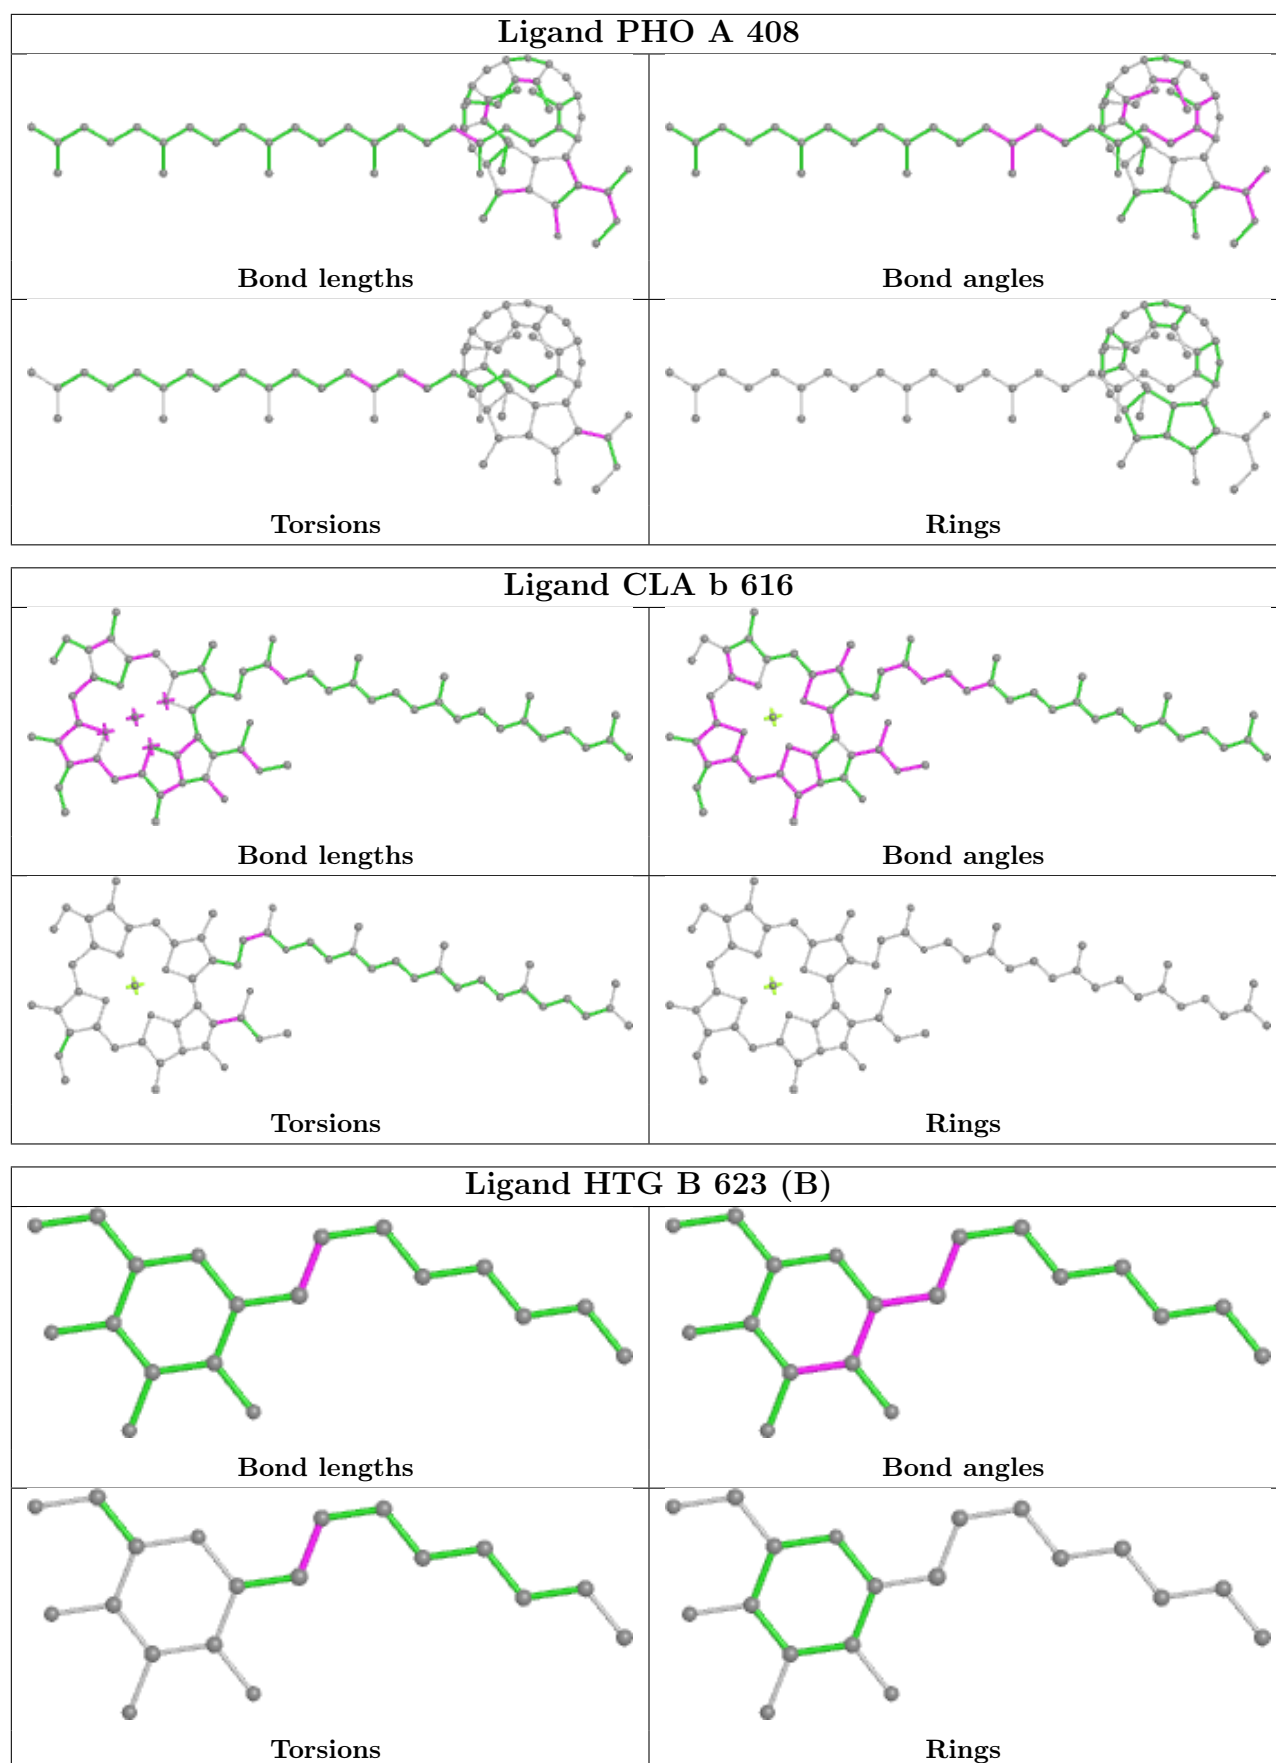 Ligand PHO A 408
Bond lengths
Bond angles
Torsions
Rings
Ligand CLA b 616
Bond lengths
Bond angles
Torsions
Rings
Ligand HTG B 623 (B)
Bond lengths
Bond angles
Torsions
Rings